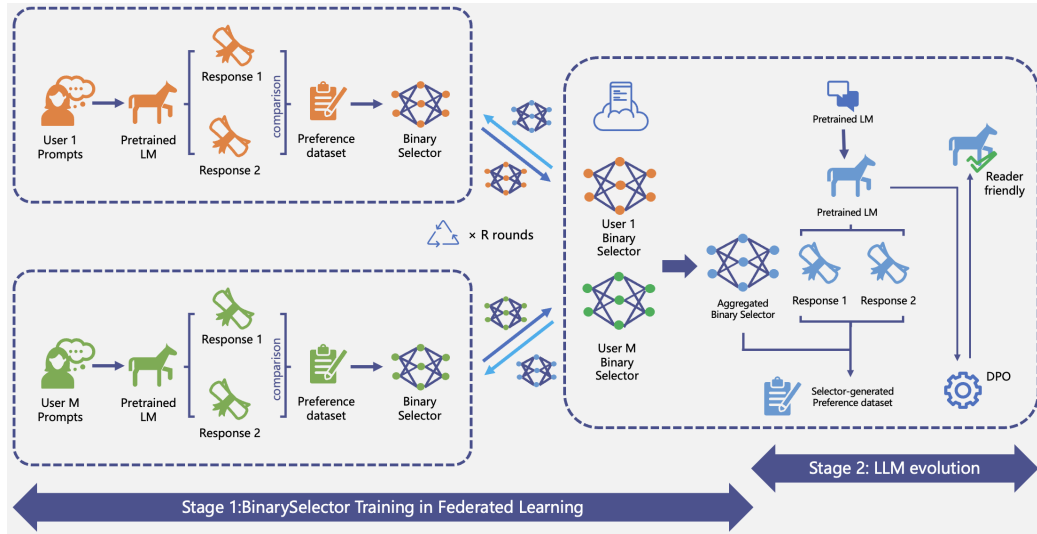 User 1
Prompts
Pretrained
LM
Response 1
Response 2
comparison
Preference
dataset
Binary
Selector
× R rounds
User M
Prompts
Pretrained
LM
Response 1
Response 2
comparison
Preference
dataset
Binary
Selector
User 1
Binary
Selector
User M
Binary
Selector
Aggregated
Binary Selector
Pretrained LM
Pretrained LM
Response 1
Response 2
Selector-generated
Preference dataset
Reader
friendly
DPO
Stage 2: LLM evolution
Stage 1:BinarySelector Training in Federated Learning